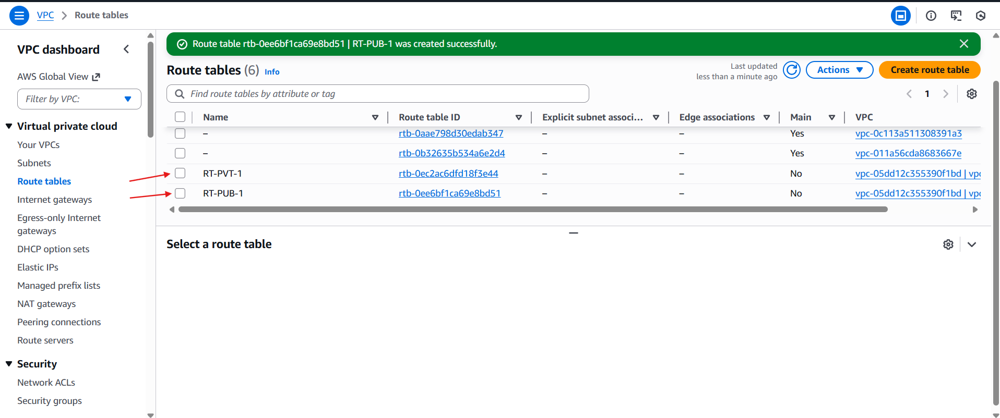 VPC > Route tables
VPC dashboard
AWS Global View
Filter by VPC:
Virtual private cloud
Your VPCs
Subnets
Route tables
Internet gateways
Egress-only Internet
gateways
DHCP option sets
Elastic IPs
Managed prefix lists
NAT gateways
Peering connections
Route servers
Security
Network ACLs
Security groups
Route table rtb-0ee6bf1ca69e8bd51 | RT-PUB-1 was created successfully.
Route tables (6) Info
Last updated
less than a minute ago
Actions
Create route table
Find route tables by attribute or tag
1
Name Route table ID Explicit subnet associ... Edge associations Main VPC
– rtb-0aae798d30edab347 – – Yes vpc-0c113a511308391a3
– rtb-0b32635b534a6e2d4 – – Yes vpc-011a56cda8683667e
RT-PVT-1 rtb-0ec2ac6dfd18f3e44 – – No vpc-05dd12c355390f1bd | vpc
RT-PUB-1 rtb-0ee6bf1ca69e8bd51 – – No vpc-05dd12c355390f1bd | vpc
Select a route table